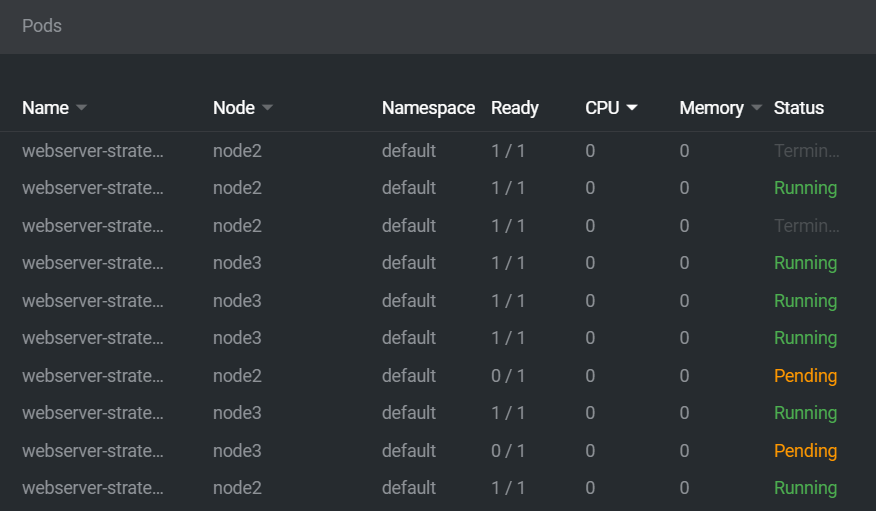 Pods
Name Node Namespace Ready CPU Memory Status
webserver-strate... node2 default 1 / 1 0 0 Termin...
webserver-strate... node2 default 1 / 1 0 0 Running
webserver-strate... node2 default 1 / 1 0 0 Termin...
webserver-strate... node3 default 1 / 1 0 0 Running
webserver-strate... node3 default 1 / 1 0 0 Running
webserver-strate... node3 default 1 / 1 0 0 Running
webserver-strate... node2 default 0 / 1 0 0 Pending
webserver-strate... node3 default 1 / 1 0 0 Running
webserver-strate... node3 default 0 / 1 0 0 Pending
webserver-strate... node2 default 1 / 1 0 0 Running